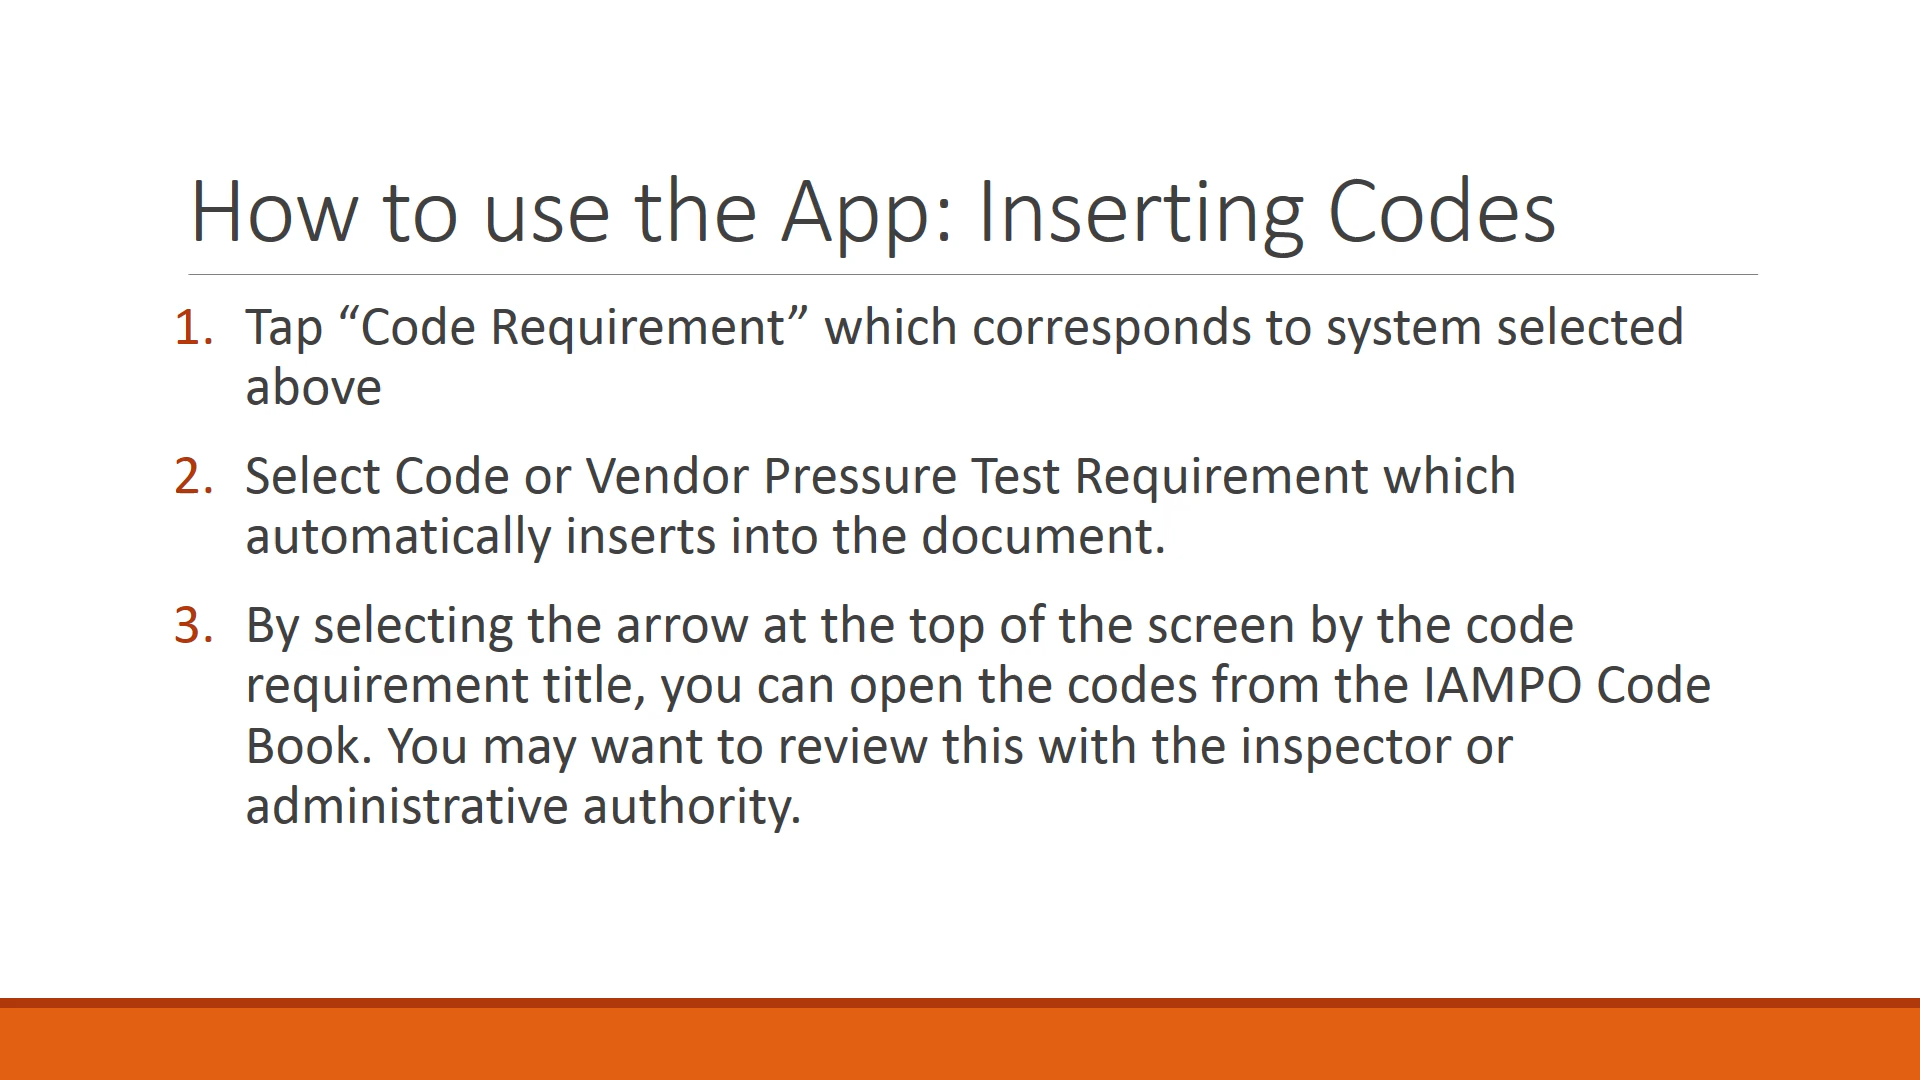 How to use the App: Inserting Codes
1. Tap “Code Requirement” which corresponds to system selected
above
2. Select Code or Vendor Pressure Test Requirement which
automatically inserts into the document.
3. By selecting the arrow at the top of the screen by the code
requirement title, you can open the codes from the IAMPO Code
Book. You may want to review this with the inspector or
administrative authority.